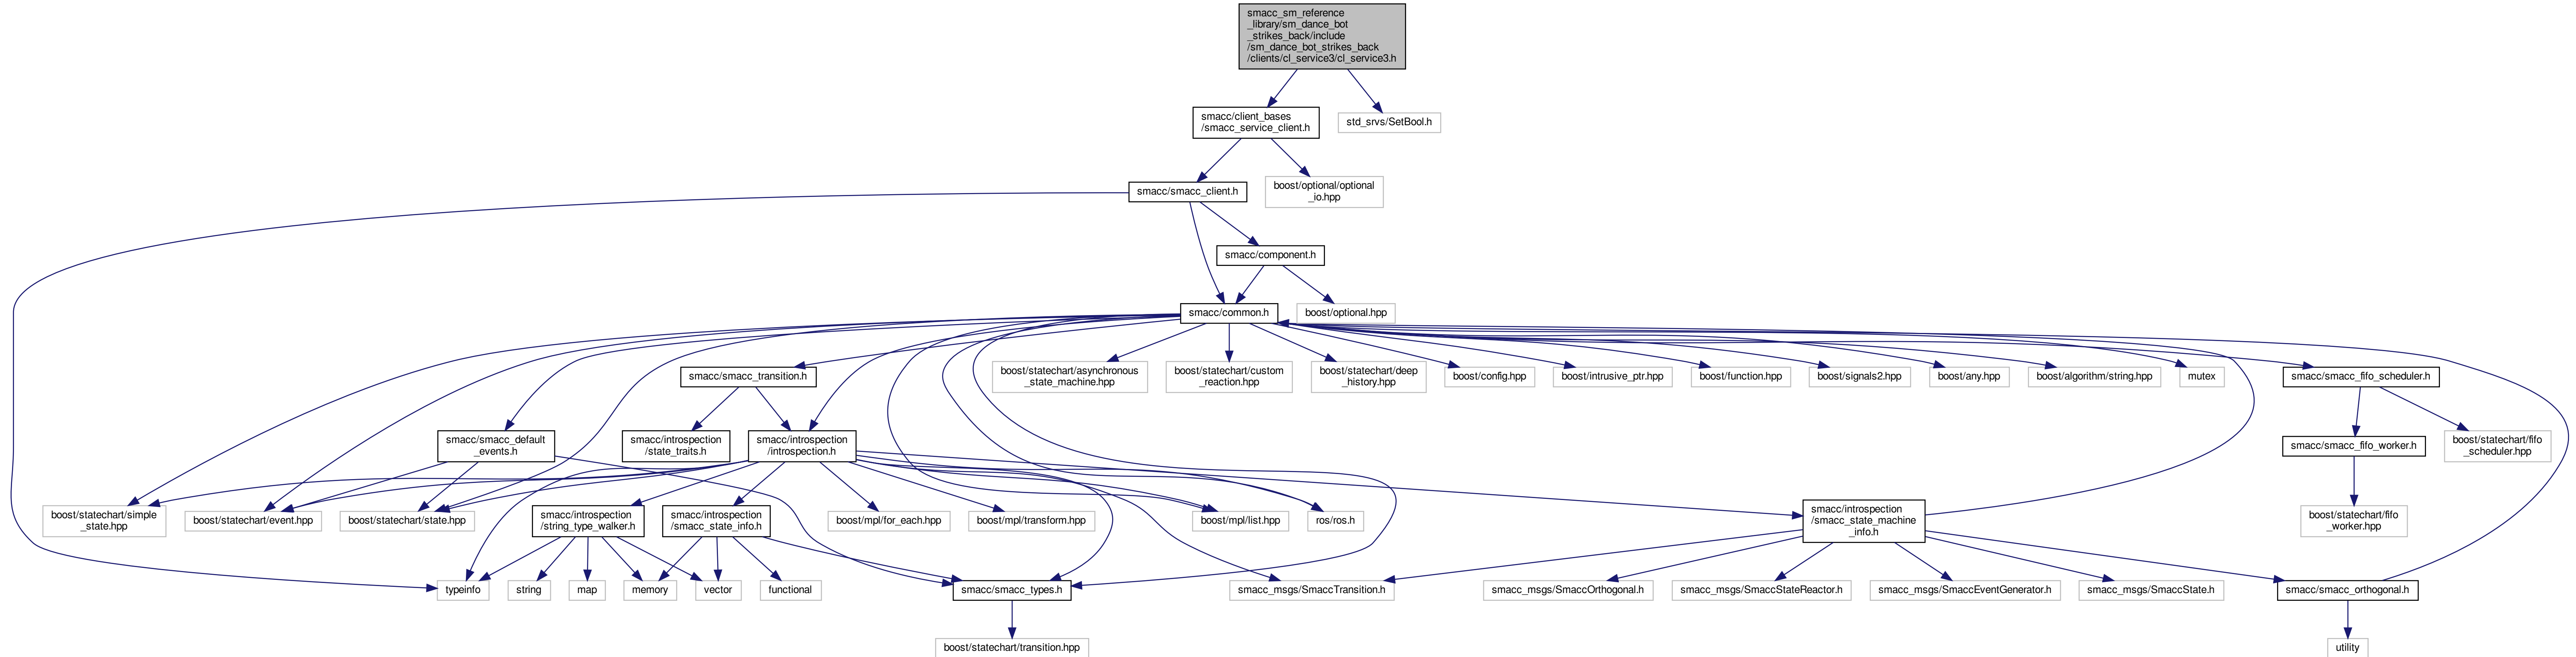 smacc_sm_reference
_library/sm_dance_bot
_strikes_back/include
/sm_dance_bot_strikes_back
/clients/cl_service3/cl_service3.h
smacc/client_bases
/smacc_service_client.h
std_srvs/SetBool.h
smacc/smacc_client.h
boost/optional/optional
_io.hpp
smacc/component.h
smacc/common.h
boost/optional.hpp
smacc/smacc_transition.h
boost/statechart/asynchronous
_state_machine.hpp
boost/statechart/custom
_reaction.hpp
boost/statechart/deep
_history.hpp
boost/config.hpp
boost/intrusive_ptr.hpp
boost/function.hpp
boost/signals2.hpp
boost/any.hpp
boost/algorithm/string.hpp
mutex
smacc/smacc_fifo_scheduler.h
smacc/smacc_default
_events.h
smacc/introspection
/state_traits.h
smacc/introspection
/introspection.h
smacc/smacc_fifo_worker.h
boost/statechart/fifo
_scheduler.hpp
boost/statechart/simple
_state.hpp
boost/statechart/event.hpp
boost/statechart/state.hpp
smacc/introspection
/string_type_walker.h
smacc/introspection
/smacc_state_info.h
boost/mpl/for_each.hpp
boost/mpl/transform.hpp
boost/mpl/list.hpp
ros/ros.h
smacc/introspection
/smacc_state_machine
_info.h
boost/statechart/fifo
_worker.hpp
typeinfo
string
map
memory
vector
functional
smacc/smacc_types.h
smacc_msgs/SmaccTransition.h
smacc_msgs/SmaccOrthogonal.h
smacc_msgs/SmaccStateReactor.h
smacc_msgs/SmaccEventGenerator.h
smacc_msgs/SmaccState.h
smacc/smacc_orthogonal.h
boost/statechart/transition.hpp
utility